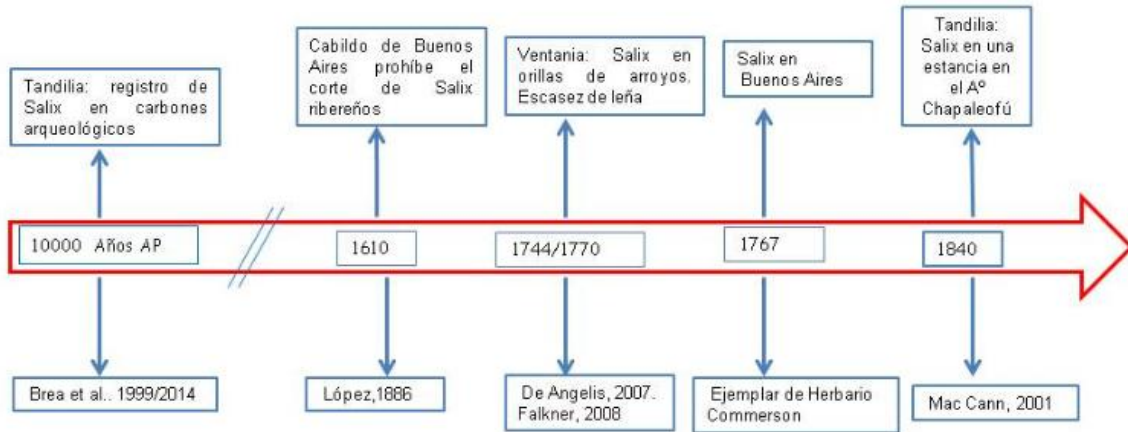 Tandilia: registro de
Salix en carbones
arqueológicos
Cabildo de Buenos
Aires prohíbe el
corte de Salix
ribereños
Ventania: Salix en
orillas de arroyos.
Escasez de leña
Salix en
Buenos Aires
Tandilia:
Salix en una
estancia en
el Aº
Chapaleofú
10000 Años AP
1610
1744/1770
1767
1840
Brea et al.. 1999/2014
López,1886
De Angelis, 2007.
Falkner, 2008
Ejemplar de Herbario
Commerson
Mac Cann, 2001